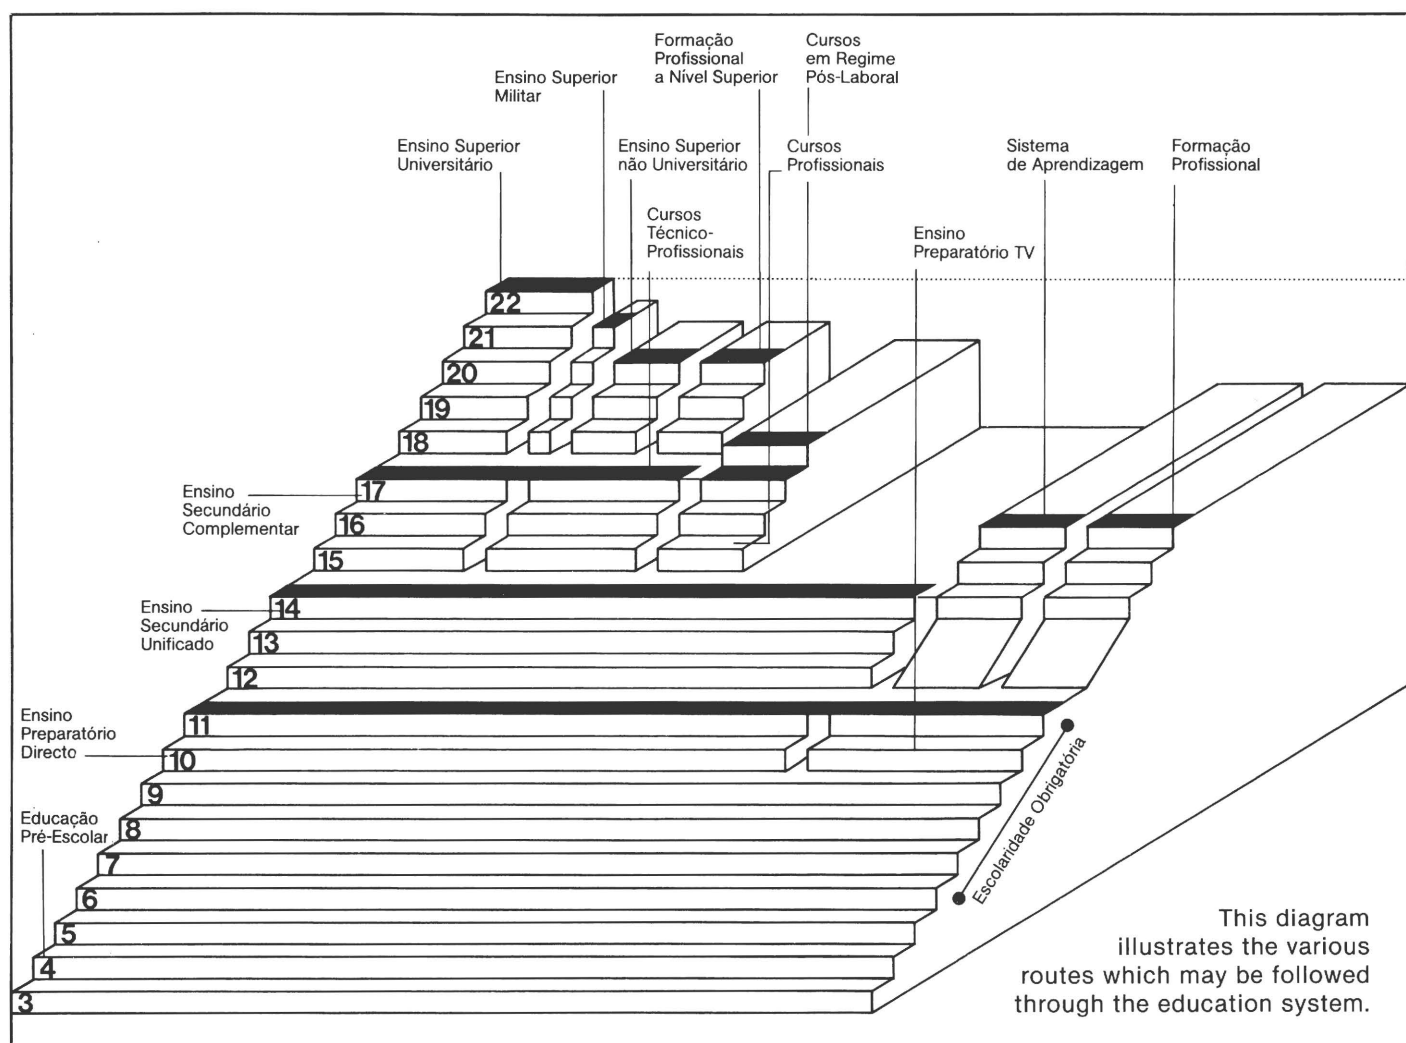 Formação
Profissional
a Nível Superior
Cursos
em Regime
Pós-Laboral
Ensino Superior
Militar
Ensino Superior
Universitário
Ensino Superior
não Universitário
Cursos
Profissionais
Sistema
de Aprendizagem
Formação
Profissional
Cursos
Técnico-
Profissionais
Ensino
Preparatório TV
22
21
20
19
18
17
Ensino
Secundário
Complementar
16
15
14
Ensino
Secundário
Unificado
13
12
11
Ensino
Preparatório
Directo
10
9
8
Educação
Pré-Escolar
7
6
5
4
3
Escolaridade Obrigatória
This diagram
illustrates the various
routes which may be followed
through the education system.